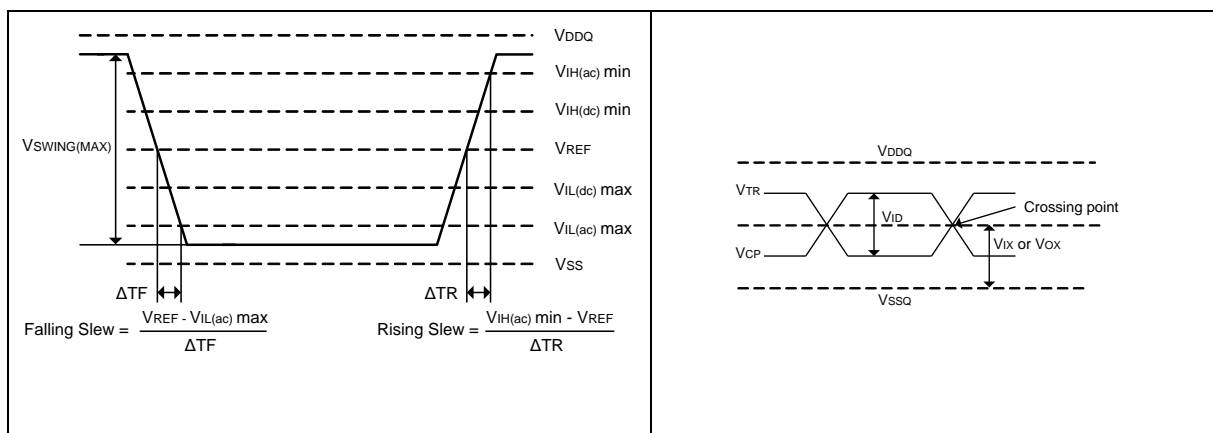 VDDQ
VIH(ac) min
VIH(dc) min
VSWING(MAX)
VREF
VIL(dc) max
VIL(ac) max
VSS
ΔTF
ΔTR
Falling Slew = VREF - VIL(ac) max
ΔTF
Rising Slew = VIH(ac) min - VREF
ΔTR
VDDQ
VTR
VID
Crossing point
VCP
VIX or VOX
VSSQ